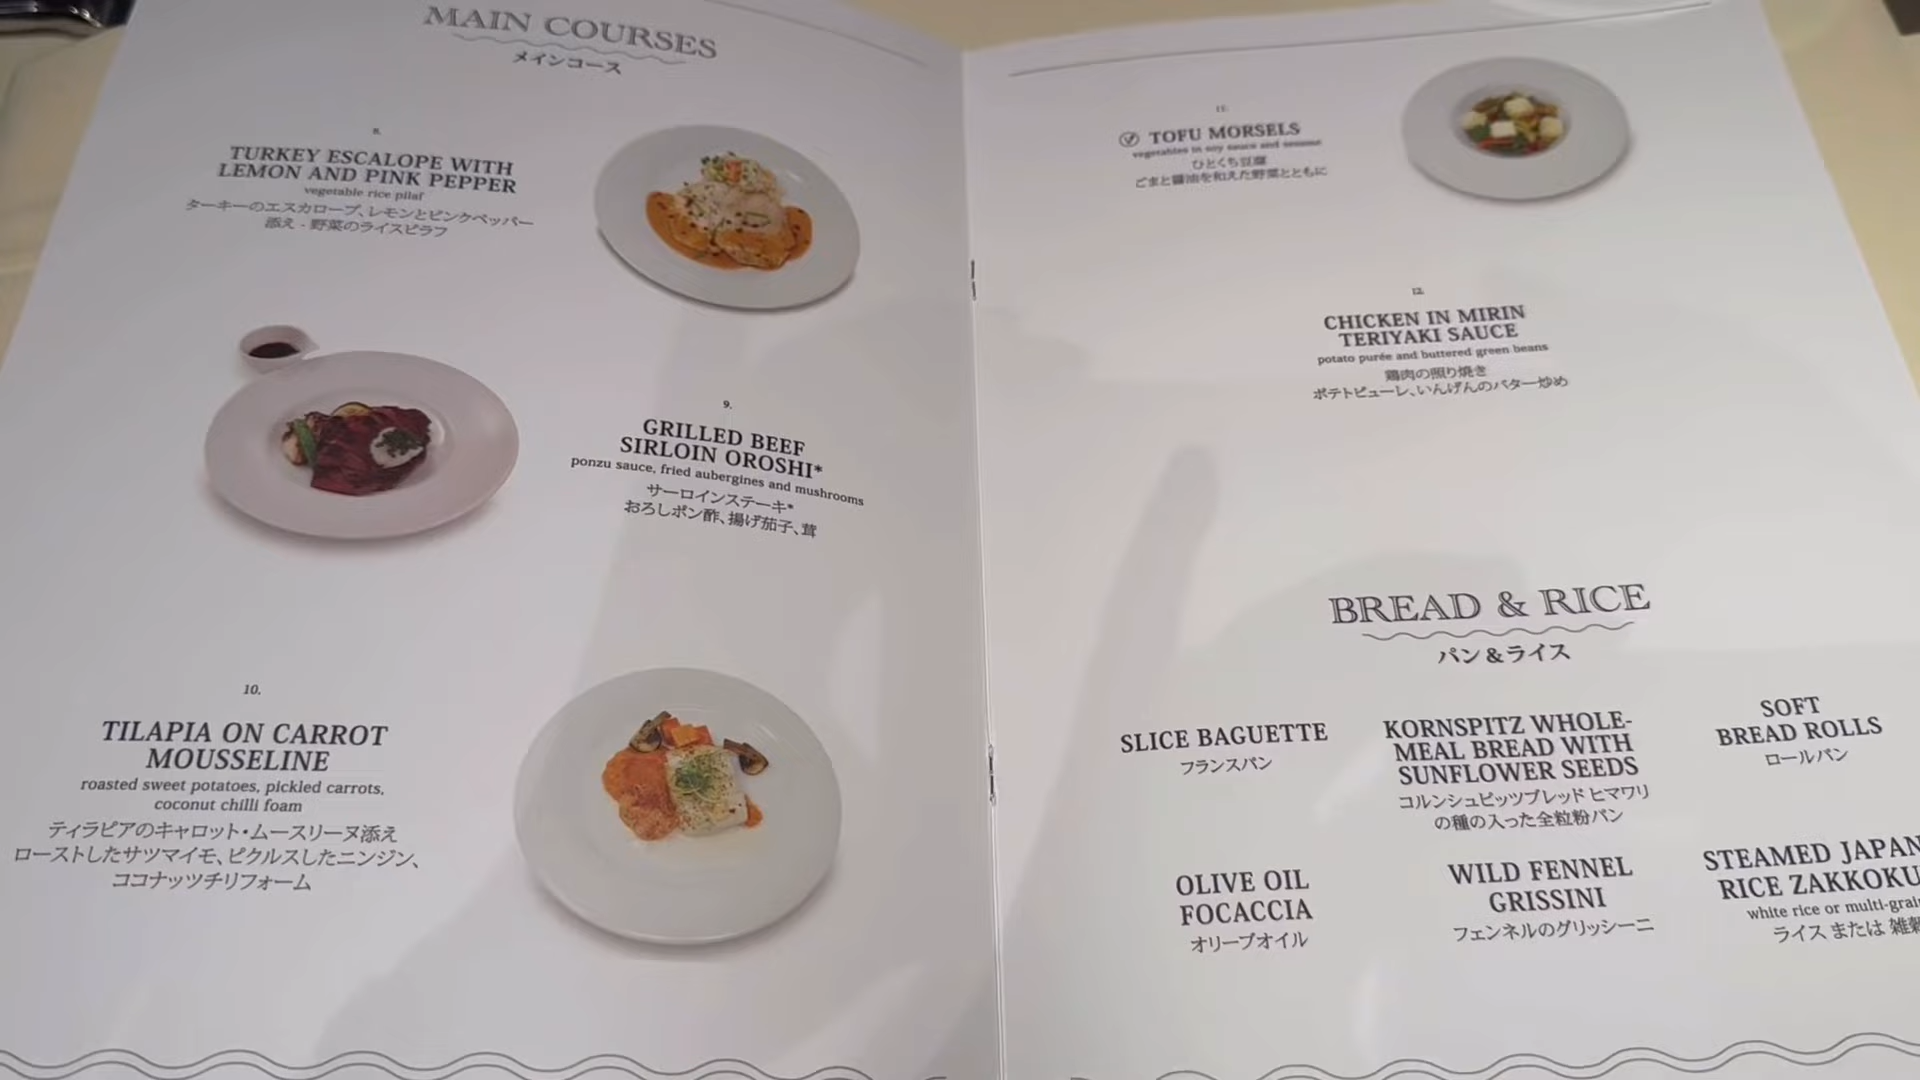 MAIN COURSES
メインコース
8.
TURKEY ESCALOPE WITH
LEMON AND PINK PEPPER
vegetable rice pilaf
ターキーのエスカロープ、レモンとピンクペッパー
添え - 野菜のライスピラフ
9.
GRILLED BEEF
SIRLOIN OROSHI*
ponzu sauce, fried aubergines and mushrooms
サーロインステーキ*
おろしポン酢、揚げ茄子、茸
10.
TILAPIA ON CARROT
MOUSSELINE
roasted sweet potatoes, pickled carrots,
coconut chilli foam
ティラピアのキャロット・ムースリーヌ添え
ローストしたサツマイモ、ピクルスしたニンジン、
ココナッツチリフォーム
11.
TOFU MORSELS
vegetables in soy sauce and sesame
ひとくち豆腐
ごまと醤油を和えた野菜とともに
12.
CHICKEN IN MIRIN
TERIYAKI SAUCE
potato purée and buttered green beans
鶏肉の照り焼き
ポテトピューレ、いんげんのバター炒め
BREAD & RICE
パン&ライス
SLICE BAGUETTE
フランスパン
KORNSPITZ WHOLE-
MEAL BREAD WITH
SUNFLOWER SEEDS
コルンシュピッツブレッド ヒマワリ
の種の入った全粒粉パン
SOFT
BREAD ROLLS
ロールパン
OLIVE OIL
FOCACCIA
オリーブオイル
WILD FENNEL
GRISSINI
フェンネルのグリッシーニ
STEAMED JAPAN
RICE ZAKKOKU
white rice or multi-grai
ライス または 雑穀